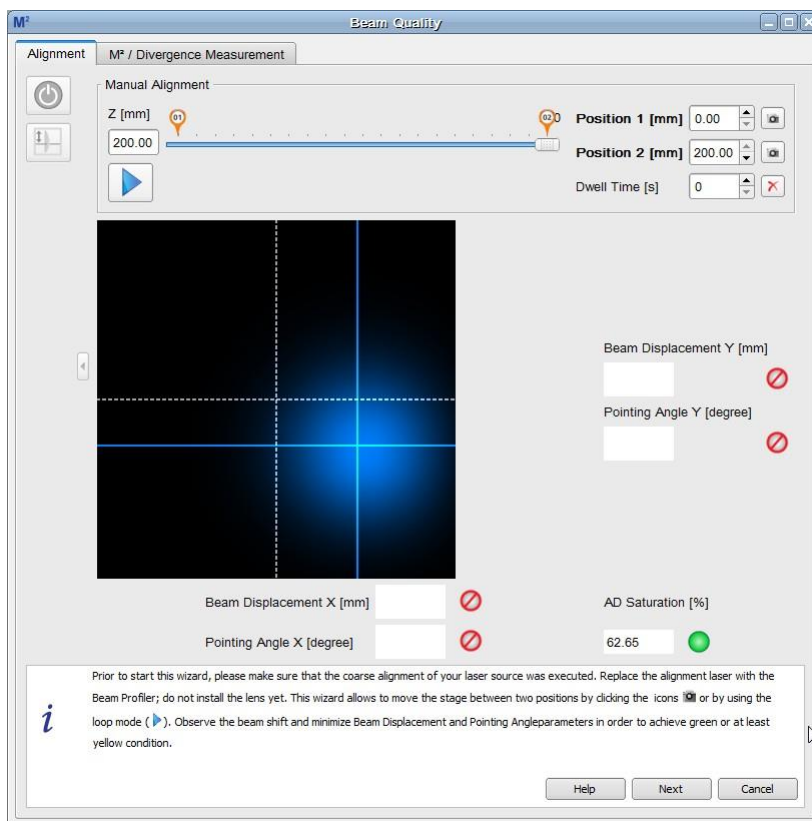 M²
Beam Quality
Alignment
M² / Divergence Measurement
Manual Alignment
Z [mm]
200.00
01
02
0
Position 1 [mm]
0.00
Position 2 [mm]
200.00
Dwell Time [s]
0
Beam Displacement Y [mm]
Pointing Angle Y [degree]
Beam Displacement X [mm]
AD Saturation [%]
Pointing Angle X [degree]
62.65
i
Prior to start this wizard, please make sure that the coarse alignment of your laser source was executed. Replace the alignment laser with the
Beam Profiler; do not install the lens yet. This wizard allows to move the stage between two positions by clicking the icons or by using the
loop mode ( ). Observe the beam shift and minimize Beam Displacement and Pointing Angleparameters in order to achieve green or at least
yellow condition.
Help
Next
Cancel